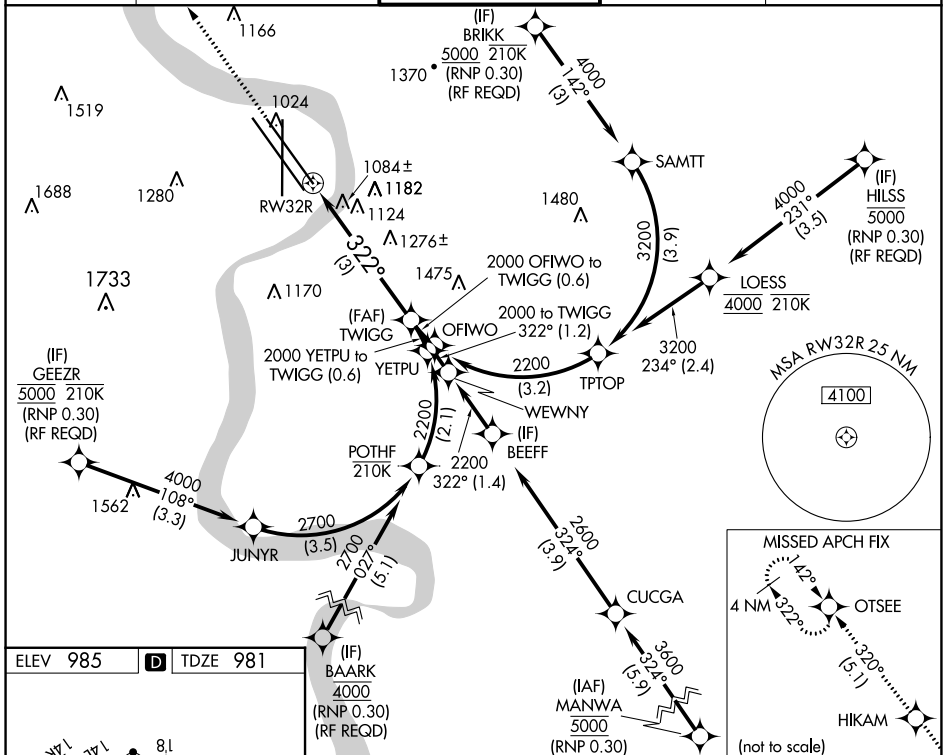 1166
(IF)
BRIKK
5000 210K
(RNP 0.30)
(RF REQD)
1370
4000
142°
(3)
1519
1024
SAMTT
1084±
1182
1124
1688
1280
RW32R
1480
(IF)
HILSS
5000
(RNP 0.30)
(RF REQD)
4000
231°
(3.5)
3200
(3.9)
1276±
322°
(3)
1475
2000 OFIWO to
TWIGG (0.6)
LOESS
4000 210K
1733
1170
(FAF)
TWIGG
OFIWO
2000 to TWIGG
322° (1.2)
2000 YETPU to
TWIGG (0.6)
YETPU
3200
234° (2.4)
MSA RW32R 25 NM
4100
(IF)
GEEZR
5000 210K
(RNP 0.30)
(RF REQD)
2200
(3.2)
TPTOP
WEWNY
(IF)
BEEFF
2200
(2.1)
POTHF
210K
2200
322° (1.4)
4000
108°
(3.3)
1562
JUNYR
2700
(3.5)
2700
027°
(5.1)
2600
324°
(3.9)
CUCGA
MISSED APCH FIX
142°
4 NM
322°
OTSEE
320°
(5.1)
HIKAM
(not to scale)
(IF)
BAARK
4000
(RNP 0.30)
(RF REQD)
3600
324°
(5.9)
(IAF)
MANWA
5000
(RNP 0.30)
ELEV 985
D
TDZE 981
14R
14L
18L